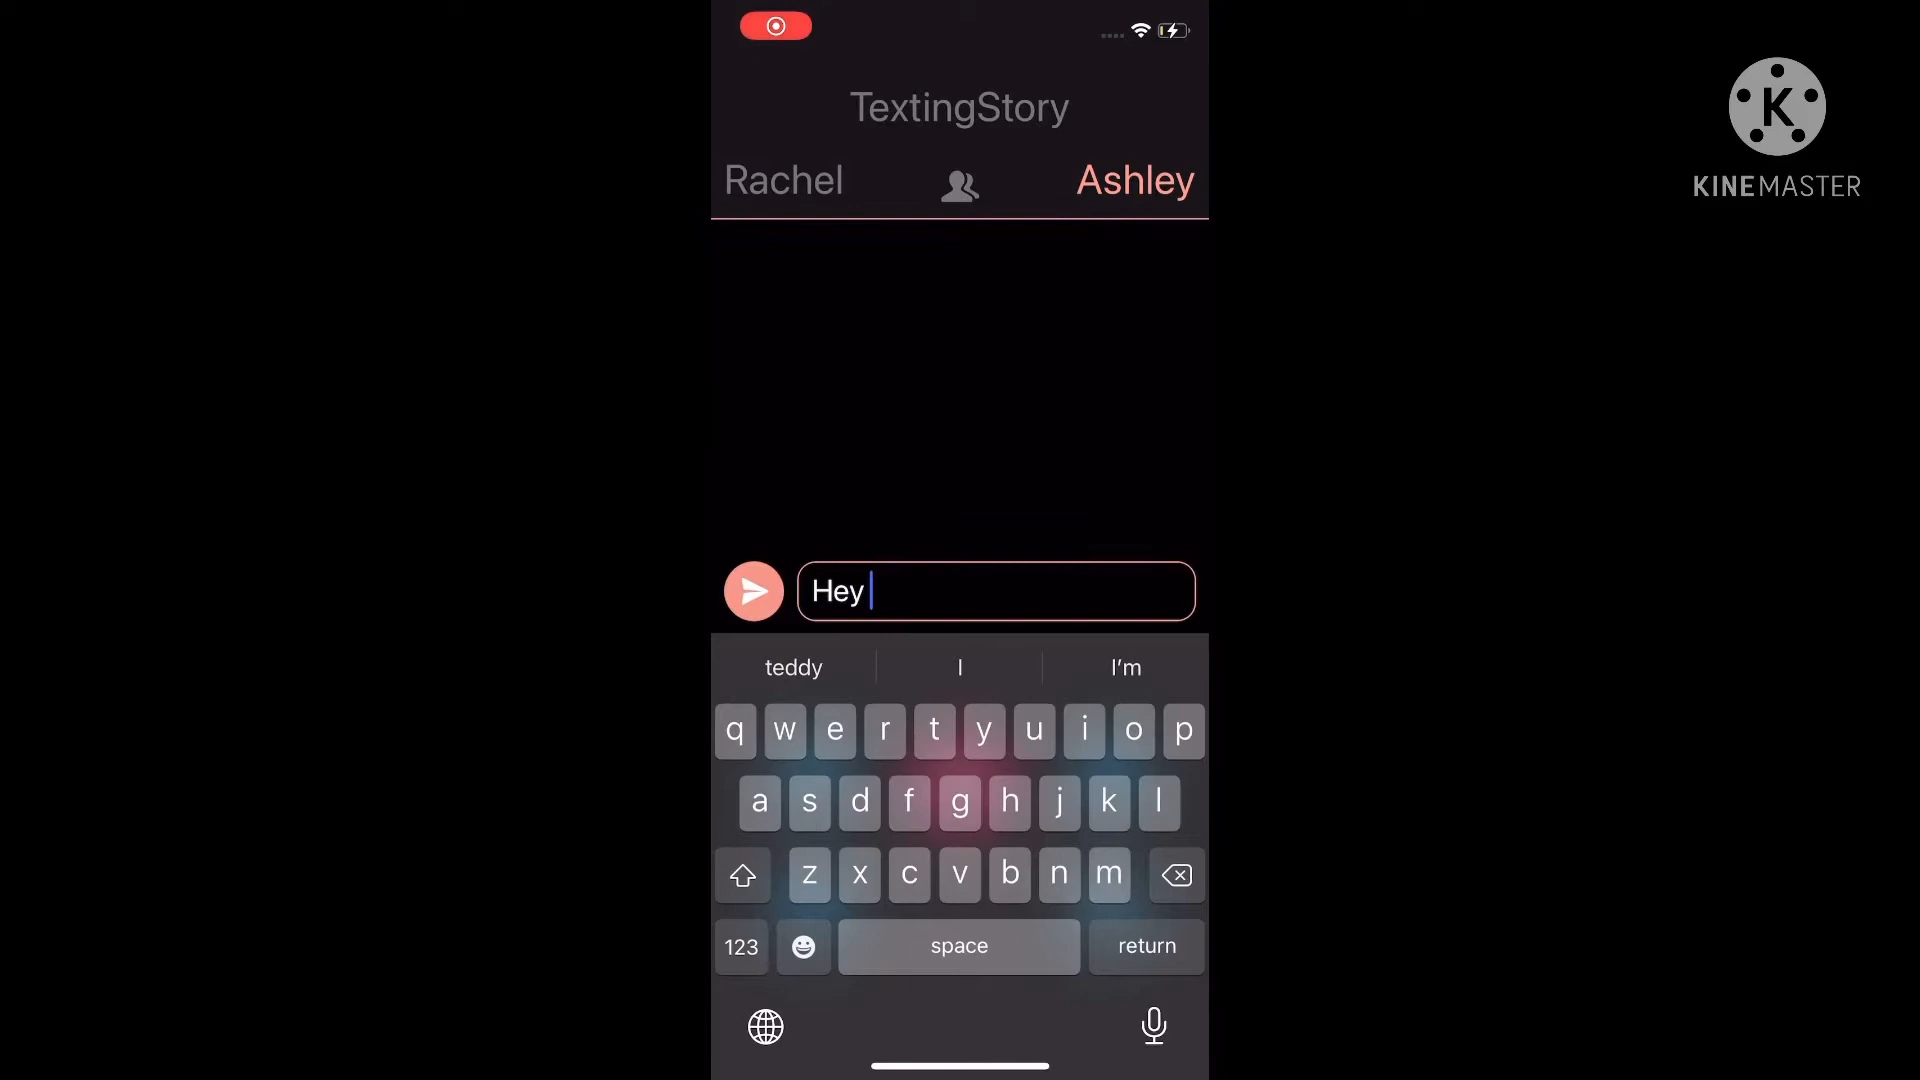 TextingStory
Rachel
Ashley
K
KINEMASTER
Hey
teddy
I
I'm
q w e r t y u i o p
a s d f g h j k l
z x c v b n m
123
space
return